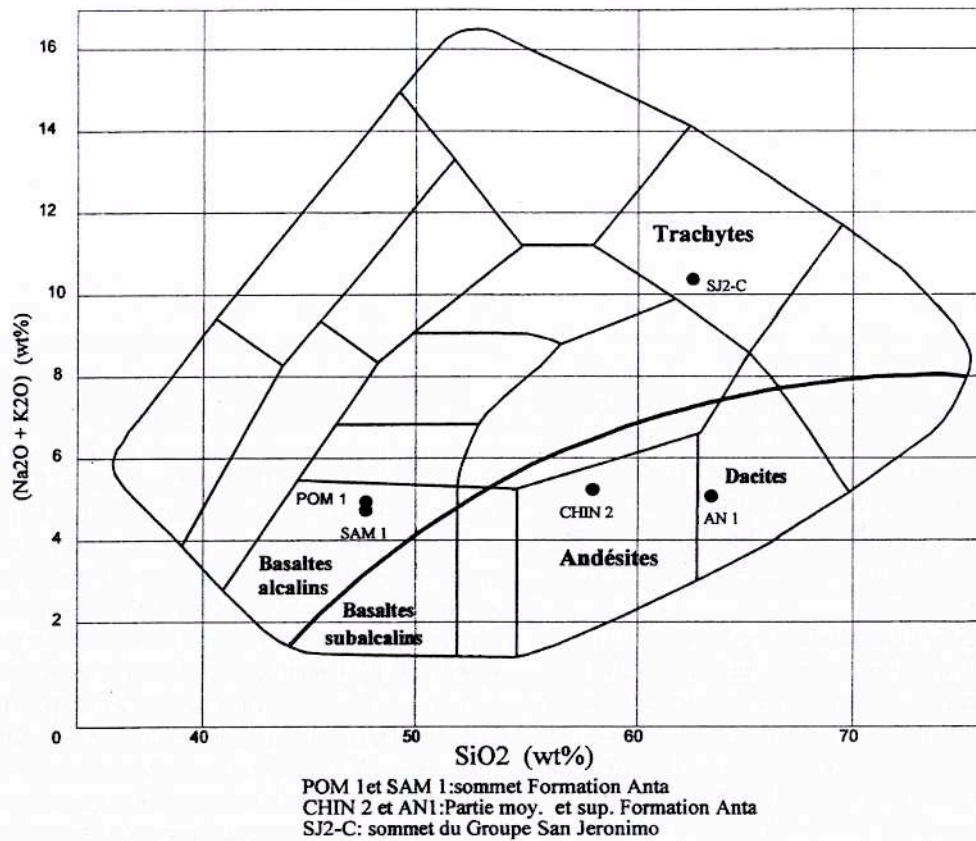 16
14
12
Trachytes
10
SJ2-C
(Na2O + K2O) (wt%)
8
6
Dacites
POM 1
CHIN 2
AN 1
SAM 1
4
Basaltes
alcalins
Andésites
Basaltes
subalcalins
2
0
40
50
60
70
SiO2 (wt%)
POM 1et SAM 1:sommet Formation Anta
CHIN 2 et AN1:Partie moy. et sup. Formation Anta
SJ2-C: sommet du Groupe San Jeronimo